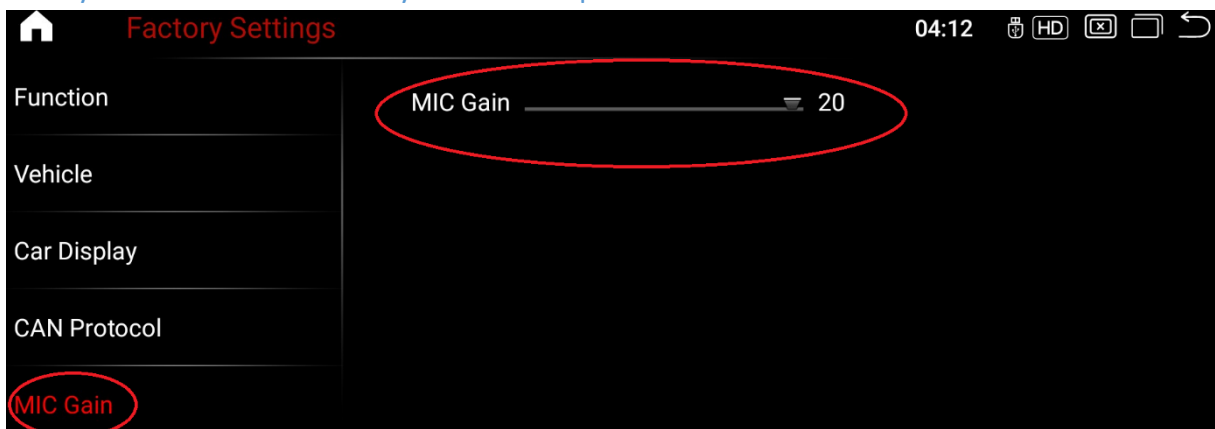 Factory Settings 04:12 HD
Function
MIC Gain 20
Vehicle
Car Display
CAN Protocol
MIC Gain